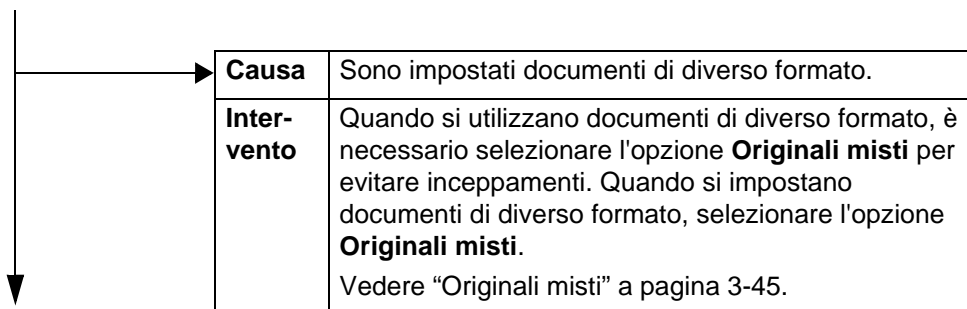 Causa Sono impostati documenti di diverso formato.
Inter- Quando si utilizzano documenti di diverso formato, è
vento necessario selezionare l'opzione Originali misti per
evitare inceppamenti. Quando si impostano
documenti di diverso formato, selezionare l'opzione
Originali misti.
Vedere “Originali misti” a pagina 3-45.